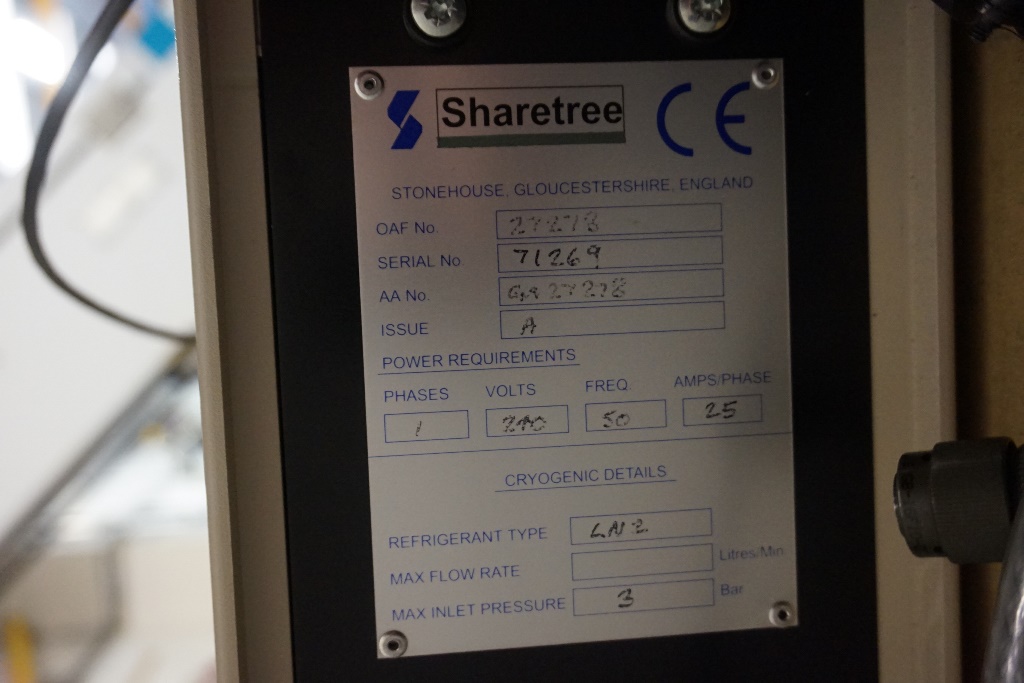 Sharetree CE
STONEHOUSE, GLOUCESTERSHIRE, ENGLAND
OAF No. 27278
SERIAL No. 71269
AA No. 27278
ISSUE A
POWER REQUIREMENTS
PHASES VOLTS FREQ. AMPS/PHASE
1 240 50 25
CRYOGENIC DETAILS
REFRIGERANT TYPE LN2
MAX FLOW RATE Litres/Min
MAX INLET PRESSURE 3 Bar